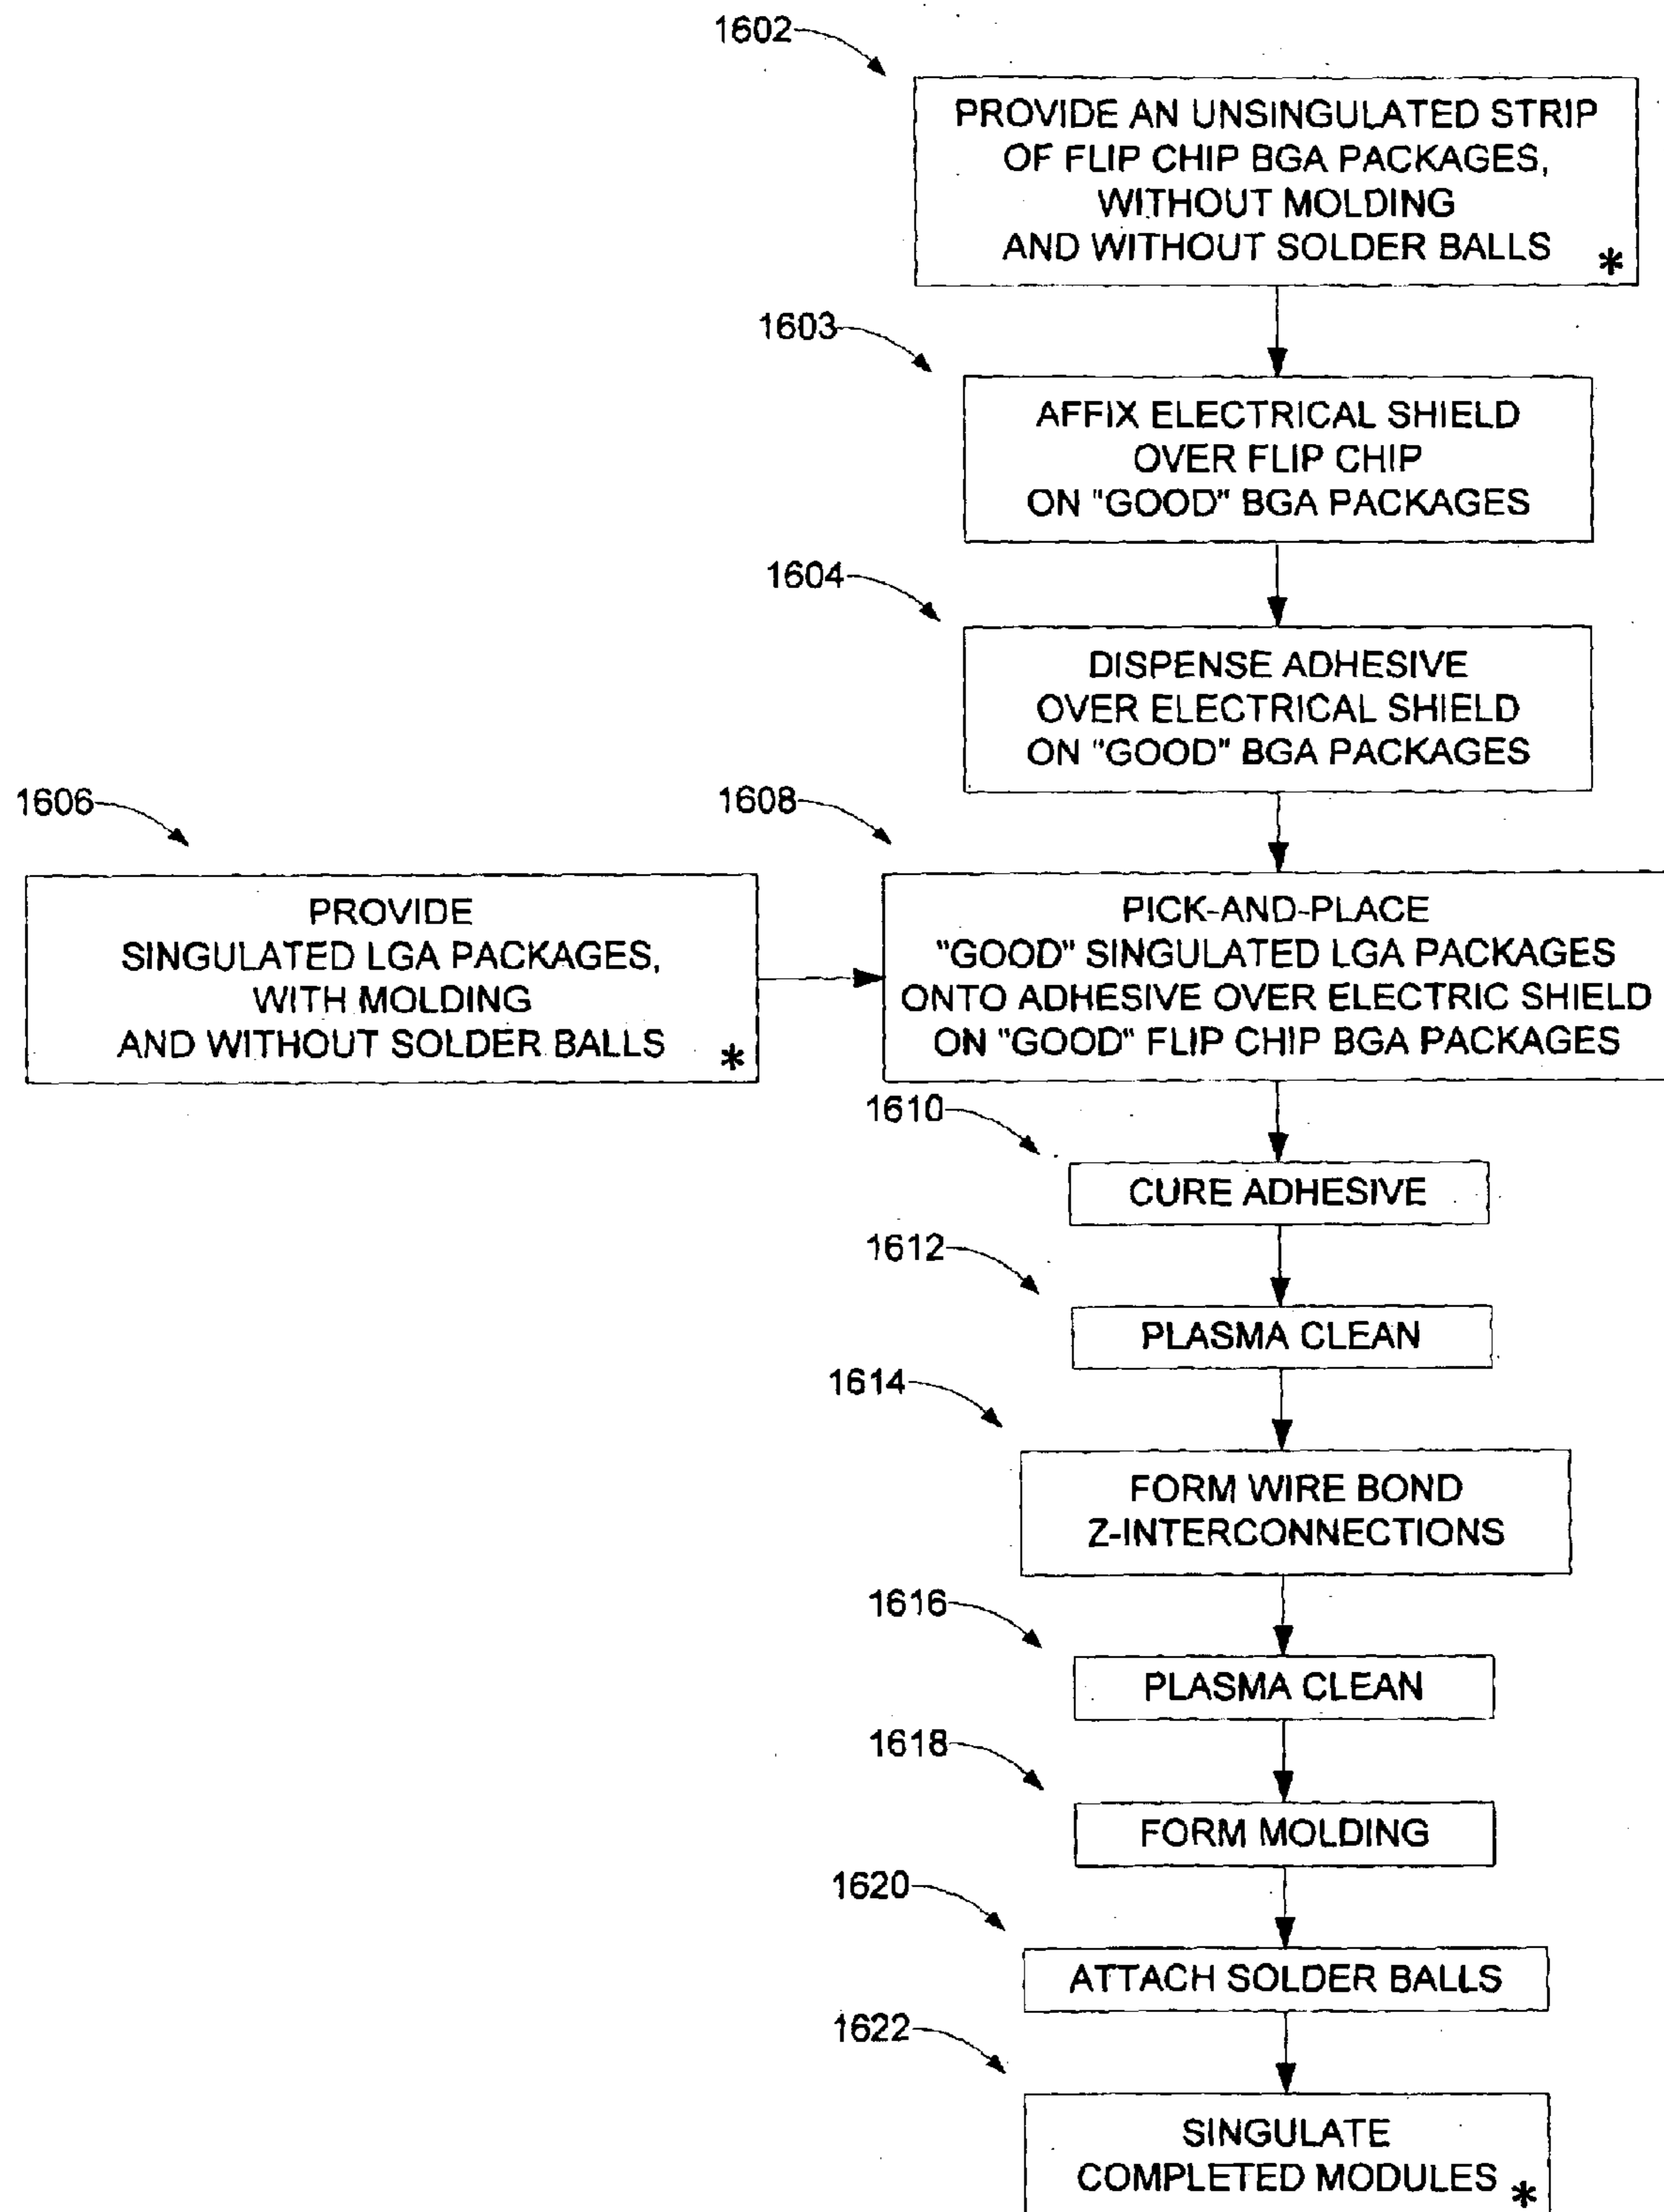 1602
PROVIDE AN UNSINGULATED STRIP
OF FLIP CHIP BGA PACKAGES,
WITHOUT MOLDING
AND WITHOUT SOLDER BALLS *
1603
AFFIX ELECTRICAL SHIELD
OVER FLIP CHIP
ON "GOOD" BGA PACKAGES
1604
DISPENSE ADHESIVE
OVER ELECTRICAL SHIELD
ON "GOOD" BGA PACKAGES
1606
PROVIDE
SINGULATED LGA PACKAGES,
WITH MOLDING
AND WITHOUT SOLDER BALLS *
1608
PICK-AND-PLACE
"GOOD" SINGULATED LGA PACKAGES
ONTO ADHESIVE OVER ELECTRIC SHIELD
ON "GOOD" FLIP CHIP BGA PACKAGES
1610
CURE ADHESIVE
1612
PLASMA CLEAN
1614
FORM WIRE BOND
Z-INTERCONNECTIONS
1616
PLASMA CLEAN
1618
FORM MOLDING
1620
ATTACH SOLDER BALLS
1622
SINGULATE
COMPLETED MODULES *